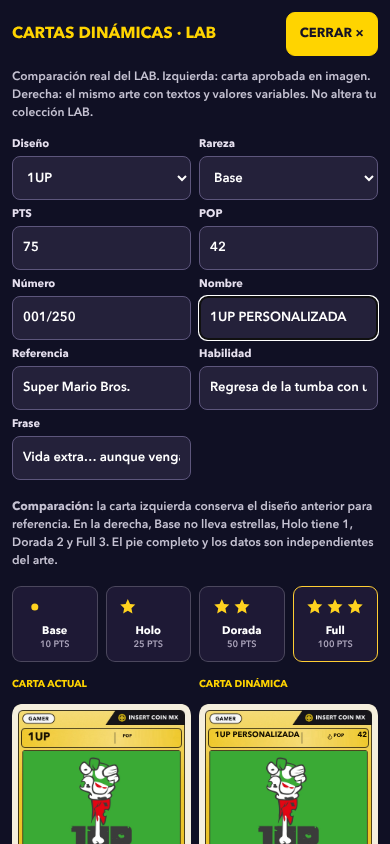 CARTAS DINÁMICAS · LAB
CERRAR ×
Comparación real del LAB. Izquierda: carta aprobada en imagen.
Derecha: el mismo arte con textos y valores variables. No altera tu
colección LAB.
Diseño
Rareza
1UP
Base
PTS
POP
75
42
Número
Nombre
001/250
1UP PERSONALIZADA
Referencia
Habilidad
Super Mario Bros.
Regresa de la tumba con u
Frase
Vida extra... aunque veng
Comparación: la carta izquierda conserva el diseño anterior para
referencia. En la derecha, Base no lleva estrellas, Holo tiene 1,
Dorada 2 y Full 3. El pie completo y los datos son independientes
del arte.
Base
Holo
Dorada
Full
10 PTS
25 PTS
50 PTS
100 PTS
CARTA ACTUAL
CARTA DINÁMICA
GAMER
INSERT COIN MX
GAMER
INSERT COIN MX
1UP
POP
1UP PERSONALIZADA
POP
42
1UP
1UP